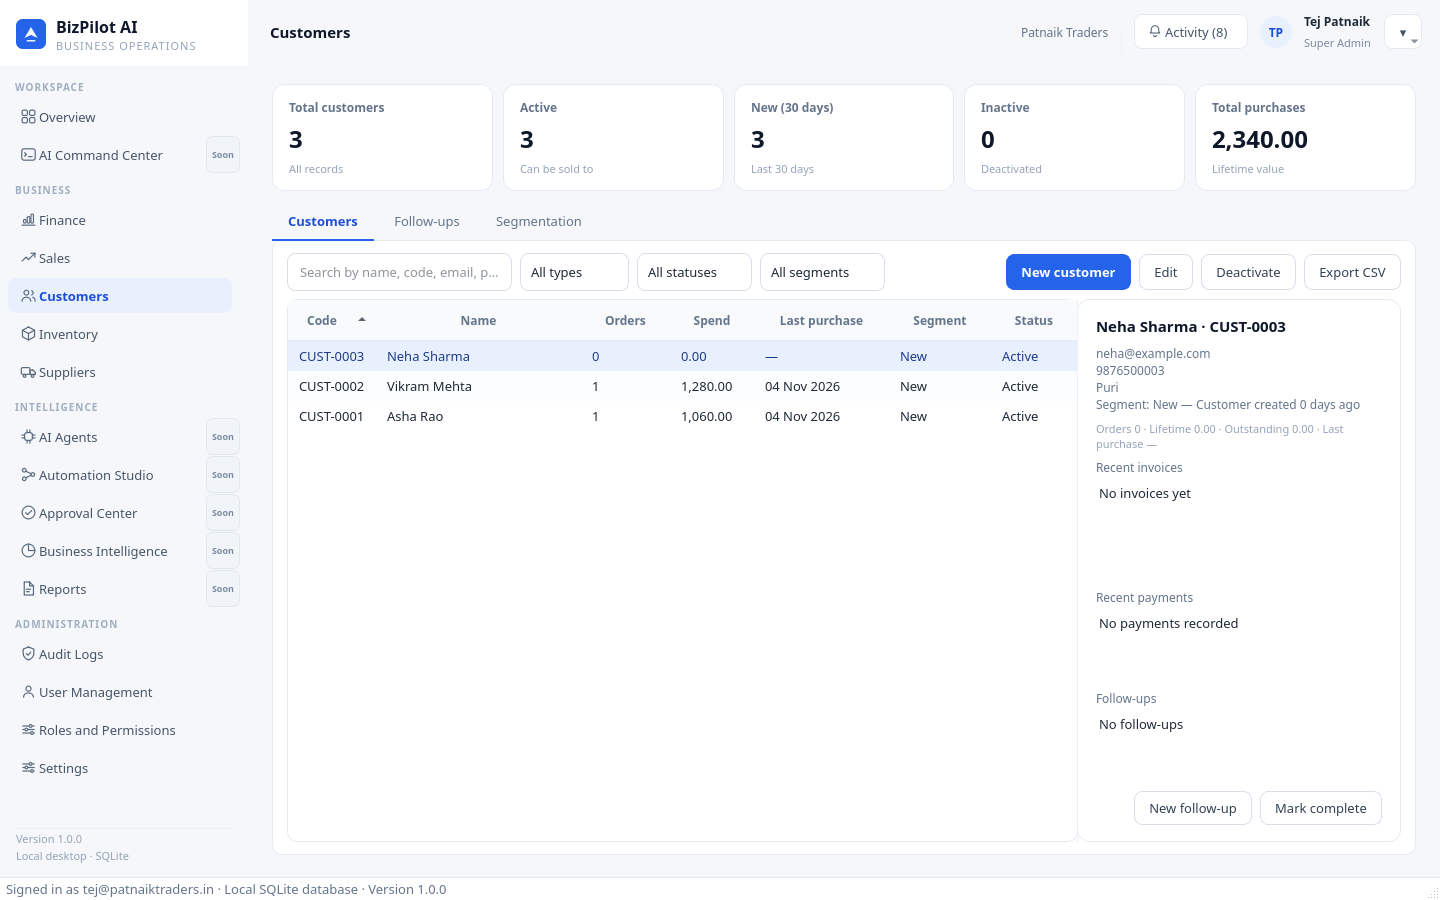 BizPilot AI
BUSINESS OPERATIONS
Customers
Patnaik Traders
Activity (8)
TP
Tej Patnaik
Super Admin
WORKSPACE
Overview
AI Command Center
Soon
BUSINESS
Finance
Sales
Customers
Inventory
Suppliers
INTELLIGENCE
AI Agents
Soon
Automation Studio
Soon
Approval Center
Soon
Business Intelligence
Soon
Reports
Soon
ADMINISTRATION
Audit Logs
User Management
Roles and Permissions
Settings
Version 1.0.0
Local desktop · SQLite
Total customers
3
All records
Active
3
Can be sold to
New (30 days)
3
Last 30 days
Inactive
0
Deactivated
Total purchases
2,340.00
Lifetime value
Customers Follow-ups Segmentation
Search by name, code, email, p... All types All statuses All segments New customer Edit Deactivate Export CSV
Code Name Orders Spend Last purchase Segment Status
CUST-0003 Neha Sharma 0 0.00 — New Active
CUST-0002 Vikram Mehta 1 1,280.00 04 Nov 2026 New Active
CUST-0001 Asha Rao 1 1,060.00 04 Nov 2026 New Active
Neha Sharma · CUST-0003
neha@example.com
9876500003
Puri
Segment: New — Customer created 0 days ago
Orders 0 · Lifetime 0.00 · Outstanding 0.00 · Last
purchase —
Recent invoices
No invoices yet
Recent payments
No payments recorded
Follow-ups
No follow-ups
New follow-up Mark complete
Signed in as tej@patnaiktraders.in · Local SQLite database · Version 1.0.0